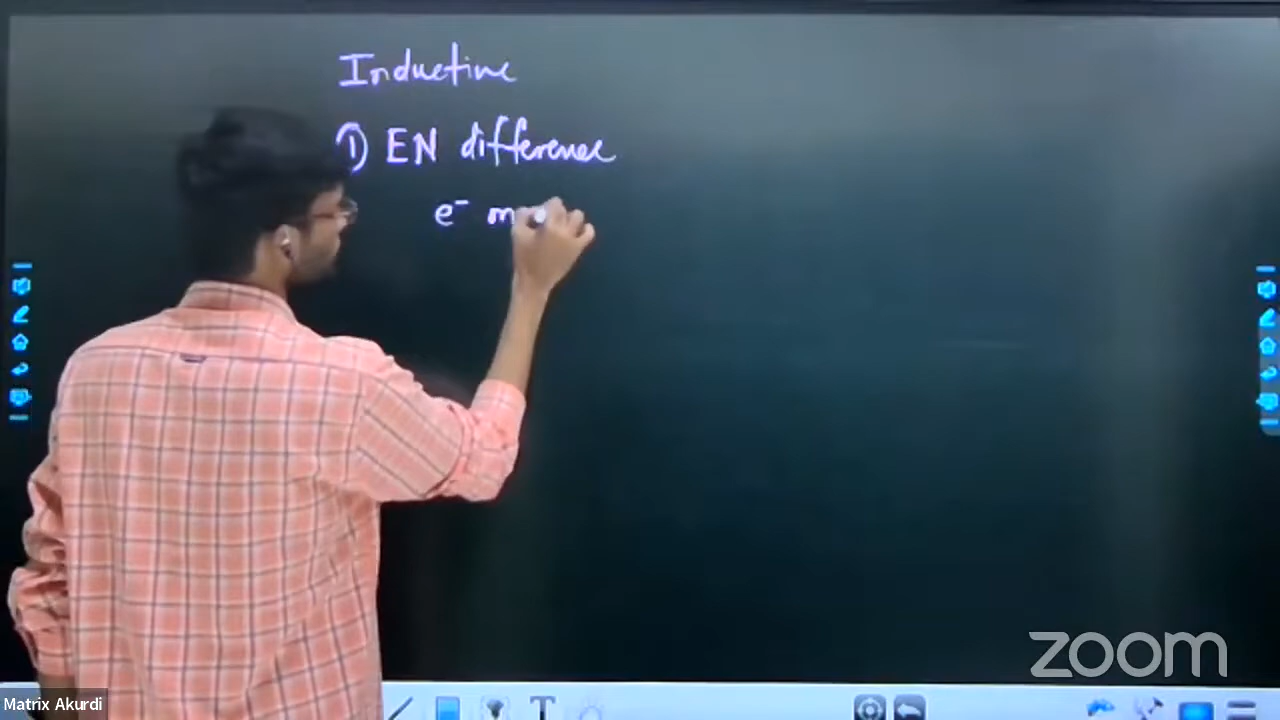 Inductive
① EN difference
e⁻
zoom
Matrix Akurdi
T